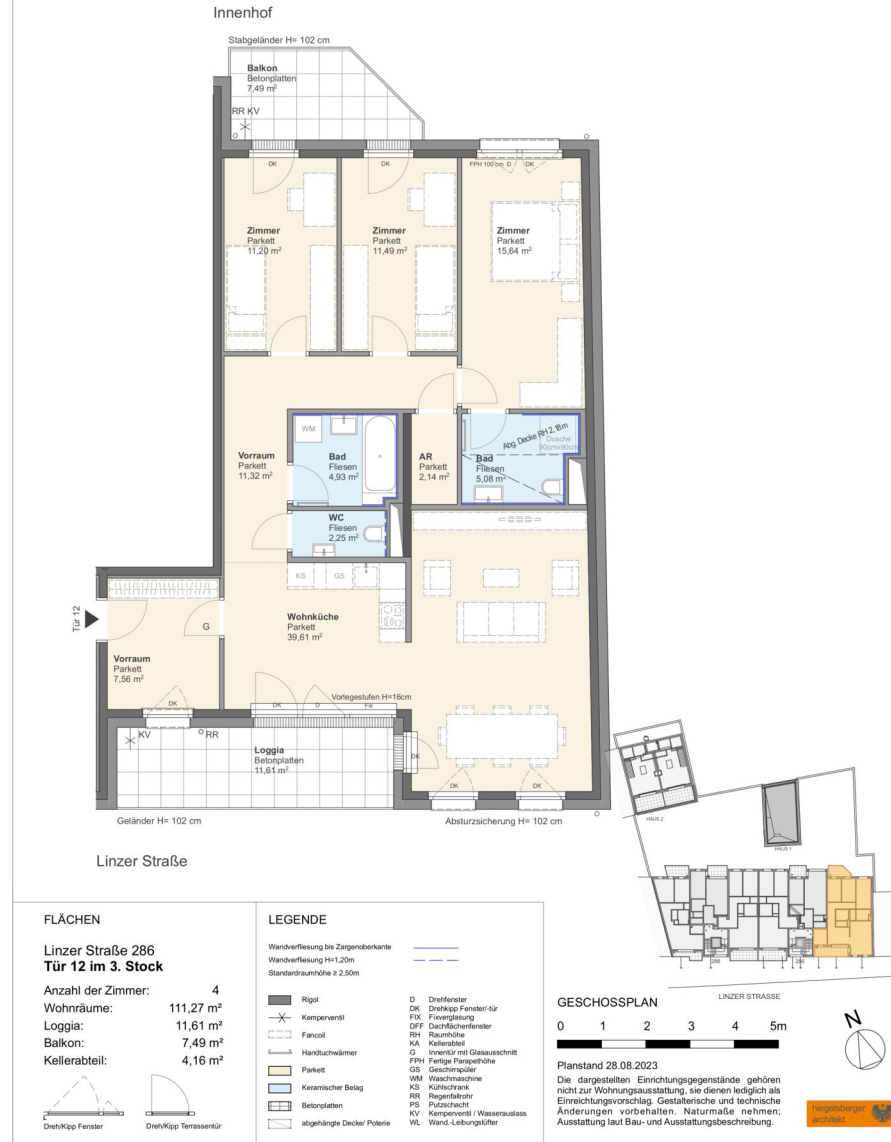 Innenhof
Stabgeländer H= 102 cm
Balkon
Betonplatten
7,49 m²
RR KV
DK
DK
FPH 100 cm D DK
Zimmer
Parkett
11,20 m²
Zimmer
Parkett
11,49 m²
Zimmer
Parkett
15,64 m²
WM
Bad
Fliesen
4,93 m²
Vorraum
Parkett
11,32 m²
AR
Parkett
2,14 m²
Abg. Decke RH 2,18m
Dusche
90cmx90cm
Bad
Fliesen
5,08 m²
WC
Fliesen
2,25 m²
KS
GS
Tür 12
G
Wohnküche
Parkett
39,61 m²
Vorraum
Parkett
7,56 m²
Vorlegestufen H=16cm
DK
DK
D
Fix
KV
RR
Loggia
Betonplatten
11,61 m²
DK
DK
DK
Geländer H= 102 cm
Absturzsicherung H= 102 cm
Linzer Straße
HAUS 2
HAUS 1
288
286
LINZER STRASSE
FLÄCHEN
Linzer Straße 286
Tür 12 im 3. Stock
Anzahl der Zimmer: 4
Wohnräume: 111,27 m²
Loggia: 11,61 m²
Balkon: 7,49 m²
Kellerabteil: 4,16 m²
Dreh/Kipp Fenster
Dreh/Kipp Terrassentür
LEGENDE
Wandverfliesung bis Zargenoberkante
Wandverfliesung H=1,20m
Standardraumhöhe ≥ 2,50m
Rigol
Kemperventil
Fancoil
Handtuchwärmer
Parkett
Keramischer Belag
Betonplatten
abgehängte Decke/ Poterie
D Drehfenster
DK Drehkipp Fenster/-tür
FIX Fixverglasung
DFF Dachflächenfenster
RH Raumhöhe
KA Kellerabteil
G Innentür mit Glasausschnitt
FPH Fertige Parapethöhe
GS Geschirrspüler
WM Waschmaschine
KS Kühlschrank
RR Regenfallrohr
PS Putzschacht
KV Kemperventil / Wasserauslass
WL Wand.-Leibungslüfter
GESCHOSSPLAN
0 1 2 3 4 5m
N
Planstand 28.08.2023
Die dargestellten Einrichtungsgegenstände gehören
nicht zur Wohnungsausstattung, sie dienen lediglich als
Einrichtungsvorschlag. Gestalterische und technische
Änderungen vorbehalten. Naturmaße nehmen;
Ausstattung laut Bau- und Ausstattungsbeschreibung.
hiegelsberger
architekt